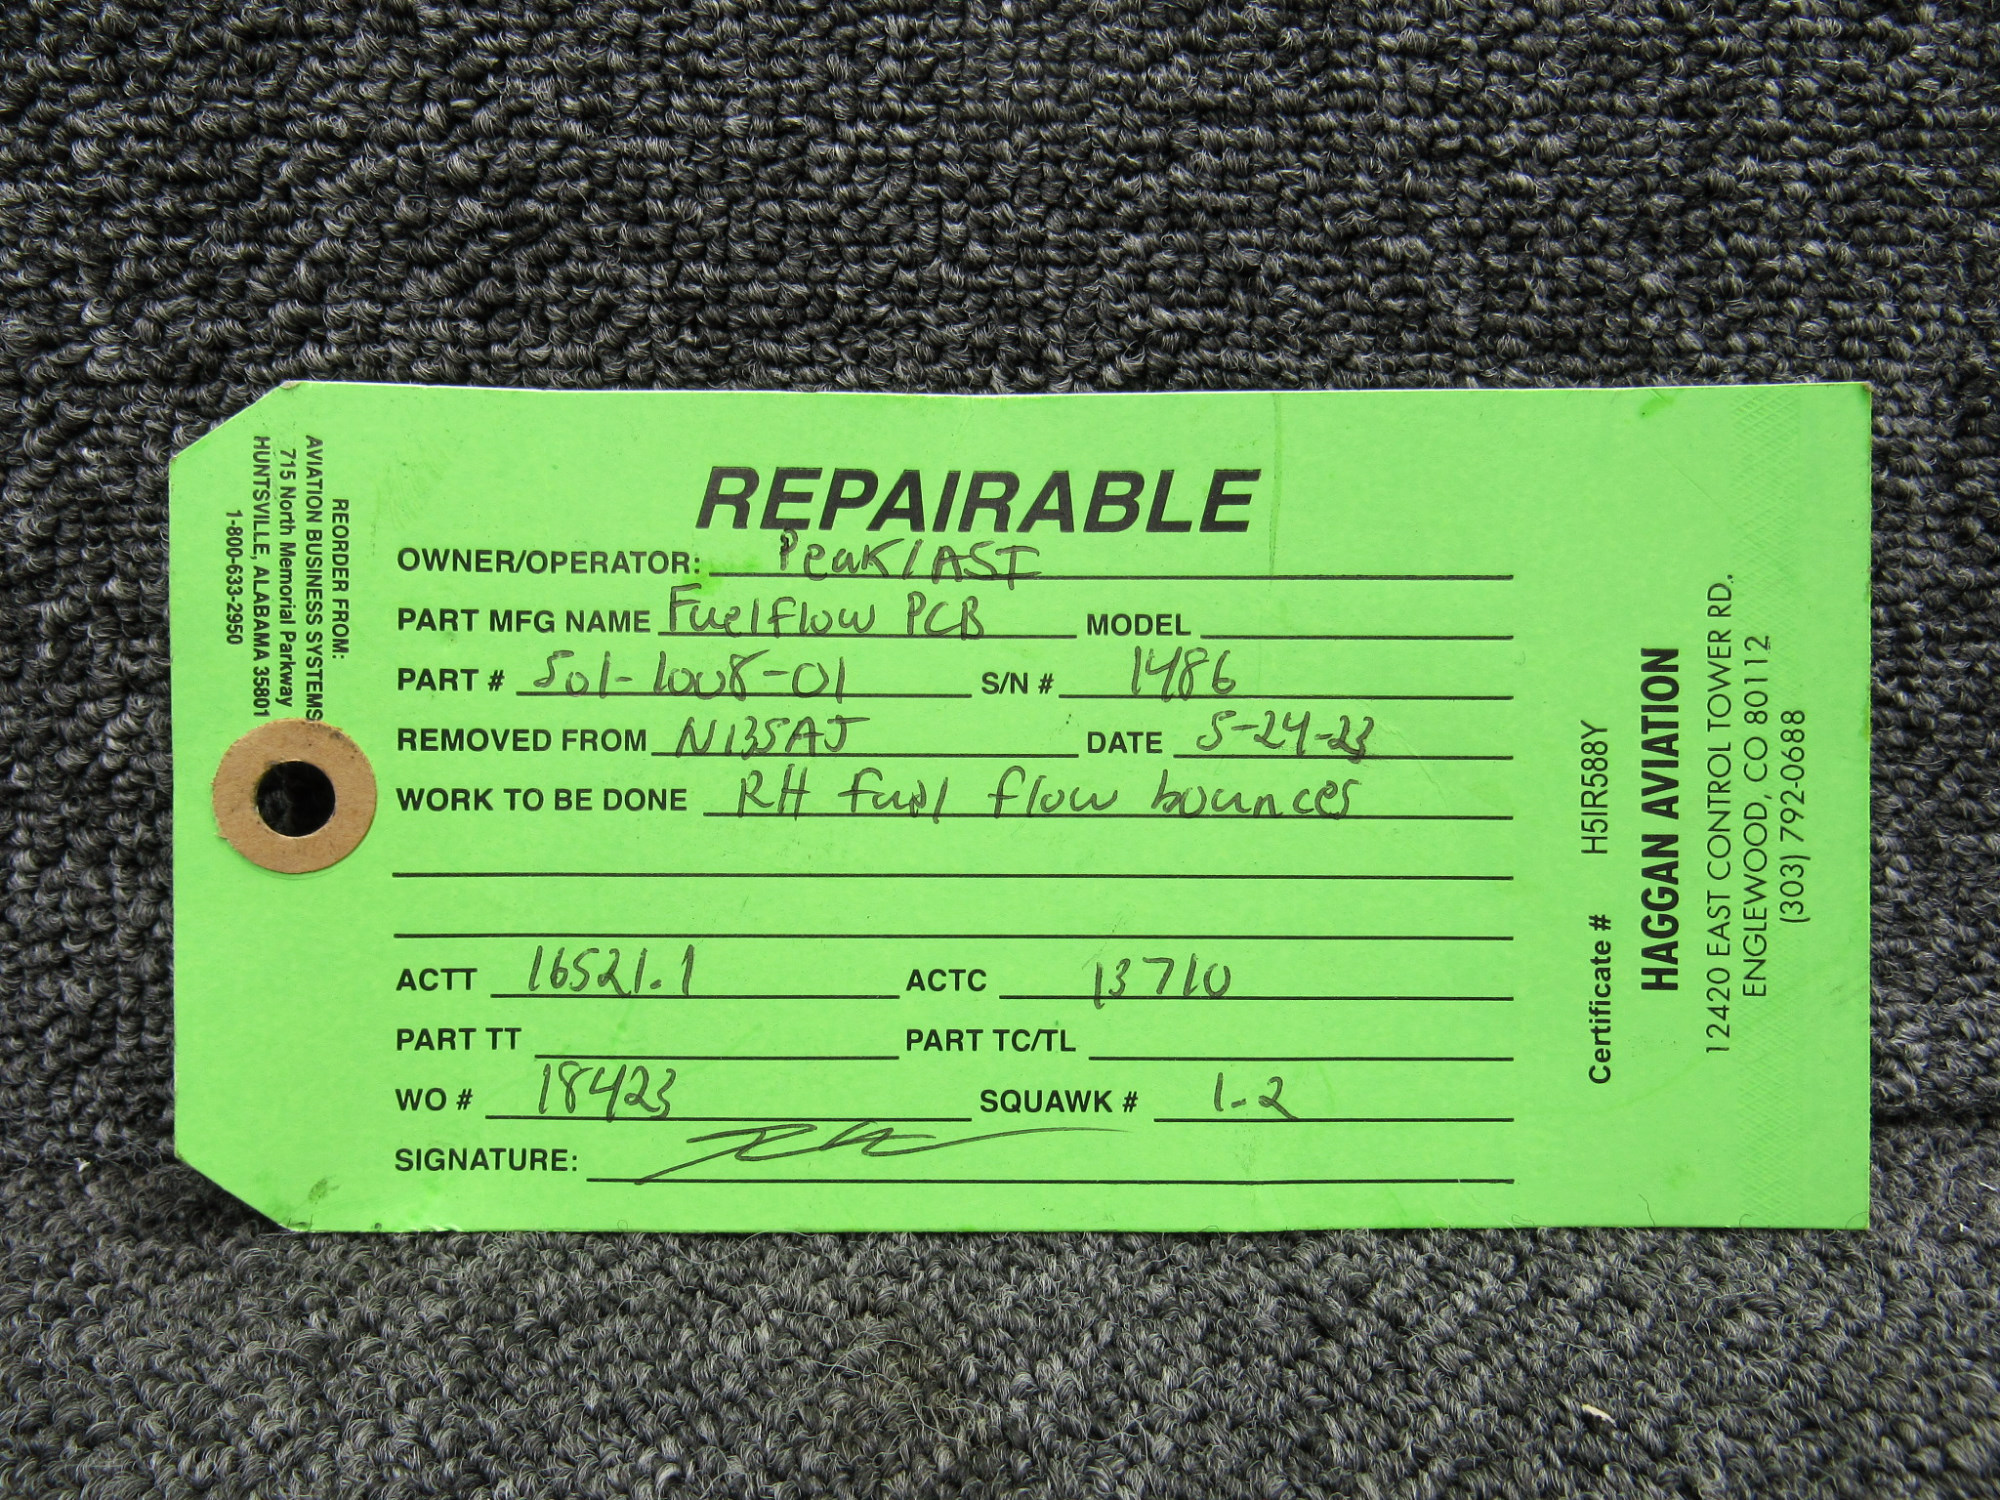 REPAIRABLE
OWNER/OPERATOR: Peak/AST
PART MFG NAME Fuelflow PCB MODEL
PART # 501-1008-01 S/N # 1486
REMOVED FROM N135AJ DATE 5-24-23
WORK TO BE DONE RH fuel flow bounces
ACTT 16521.1 ACTC 13710
PART TT PART TC/TL
WO # 18423 SQUAWK # 1-2
SIGNATURE:
REORDER FROM:
AVIATION BUSINESS SYSTEMS
715 North Memorial Parkway
HUNTSVILLE, ALABAMA 35801
1-800-633-2950
Certificate # H5IR588Y
HAGGAN AVIATION
12420 EAST CONTROL TOWER RD.
ENGLEWOOD, CO 80112
(303) 792-0688